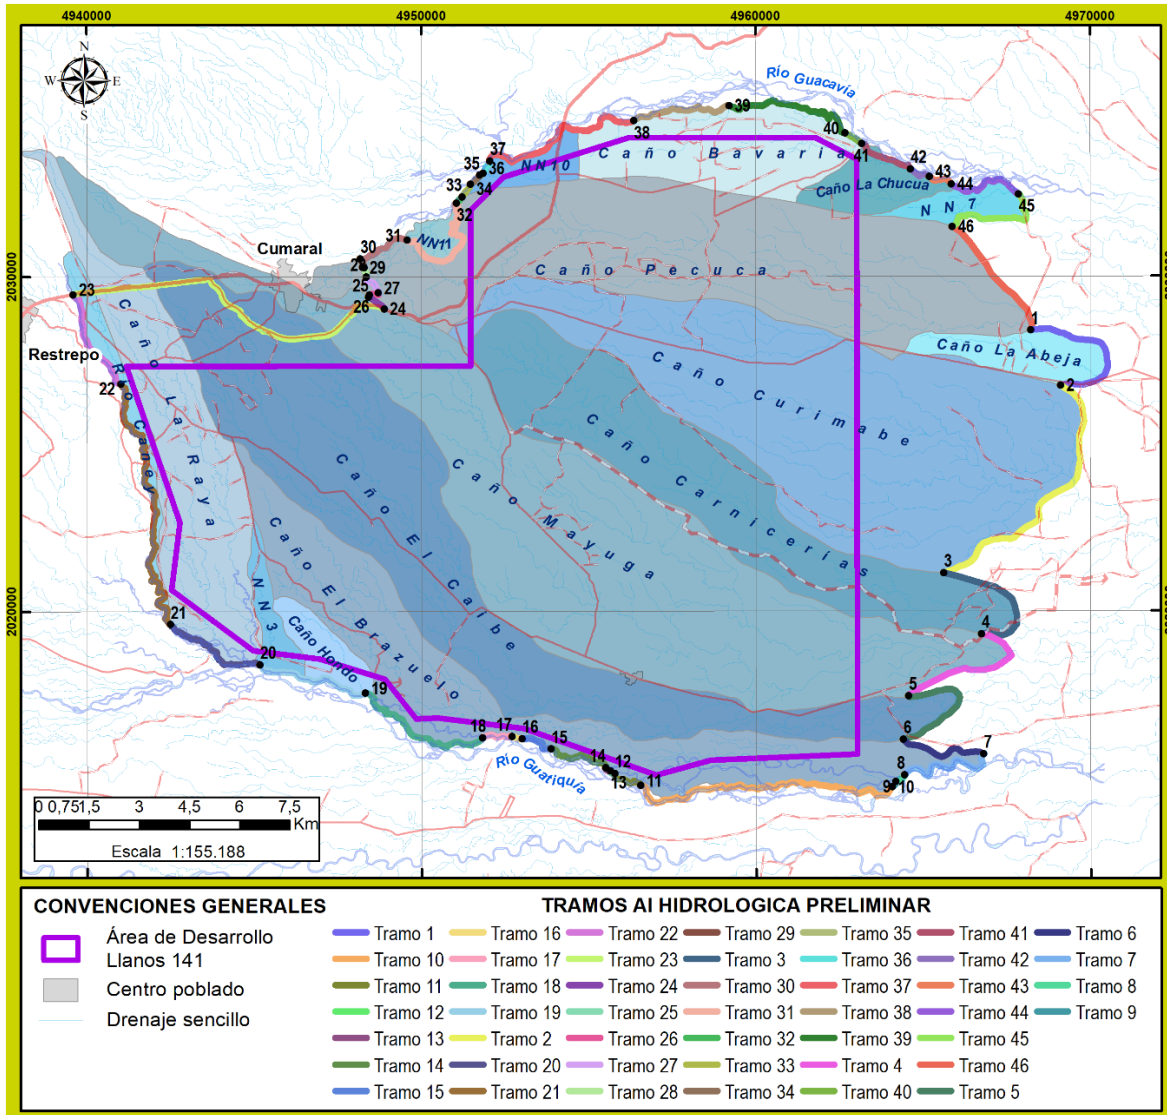 4940000
4950000
4960000
4970000
N
W E
S
Río Guacavía
39
38
40
41
37
NN10
Caño Bavaria
42
43
35
36
44
Caño La Chucua
33
34
45
NN7
32
46
31
NN11
Cumaral
30
28
29
Caño Pecuca
2030000
23
25
27
26
24
1
Caño La Abeja
Restrepo
22
2
Caño La Raya
Río Caney
Caño Curimabe
Caño Carnicerías
Caño El Caibe
Caño Mayuga
3
NN3
Caño El Brazuelo
2020000
21
4
Caño Hondo
20
19
5
18
17
16
15
6
7
Río Guariquía
14
12
13
11
8
9
10
0 0,751,5 3 4,5 6 7,5
Km
Escala 1:155.188
CONVENCIONES GENERALES
Área de Desarrollo
Llanos 141
Centro poblado
Drenaje sencillo
TRAMOS AI HIDROLOGICA PRELIMINAR
Tramo 1 Tramo 16 Tramo 22 Tramo 29 Tramo 35 Tramo 41 Tramo 6
Tramo 10 Tramo 17 Tramo 23 Tramo 3 Tramo 36 Tramo 42 Tramo 7
Tramo 11 Tramo 18 Tramo 24 Tramo 30 Tramo 37 Tramo 43 Tramo 8
Tramo 12 Tramo 19 Tramo 25 Tramo 31 Tramo 38 Tramo 44 Tramo 9
Tramo 13 Tramo 2 Tramo 26 Tramo 32 Tramo 39 Tramo 45
Tramo 14 Tramo 20 Tramo 27 Tramo 33 Tramo 4 Tramo 46
Tramo 15 Tramo 21 Tramo 28 Tramo 34 Tramo 40 Tramo 5